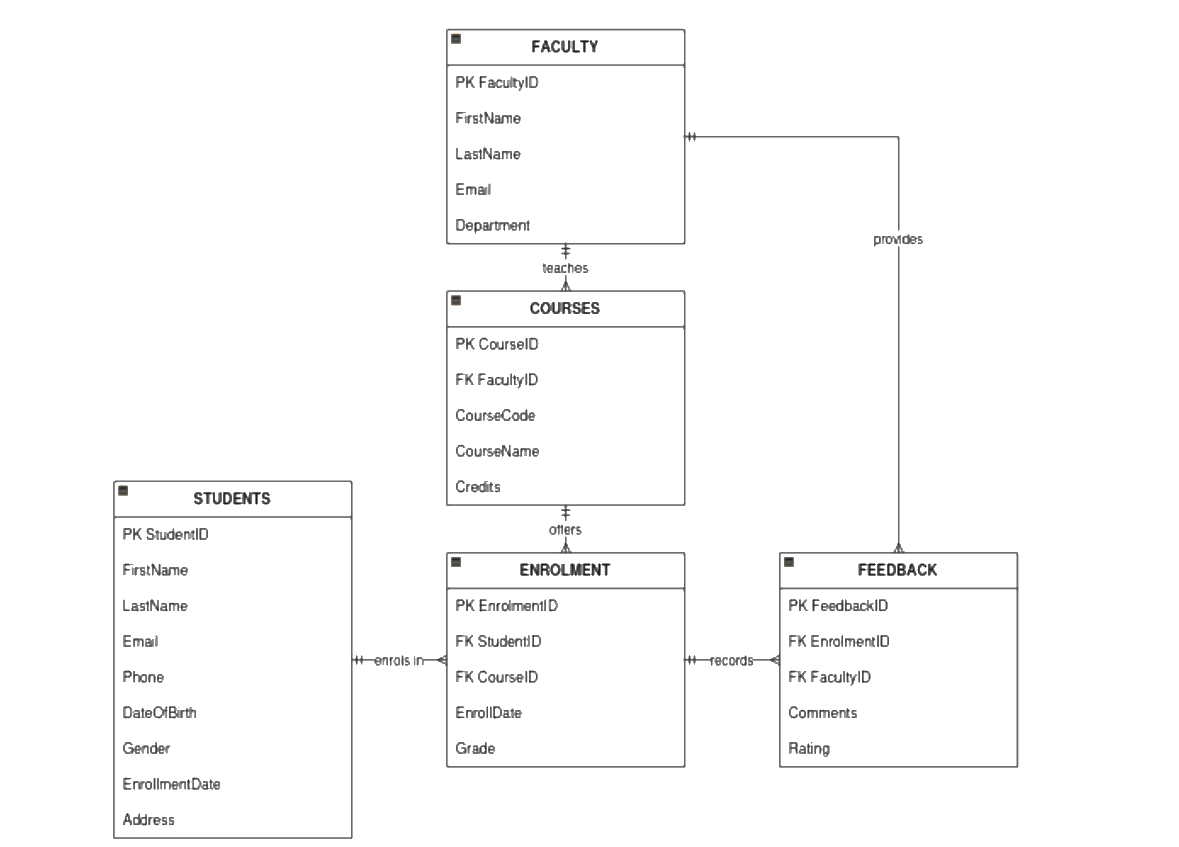 FACULTY
PK FacultyID
FirstName
LastName
Email
Department
provides
teaches
COURSES
PK CourseID
FK FacultyID
CourseCode
CourseName
Credits
offers
STUDENTS
PK StudentID
FirstName
LastName
Email
Phone
DateOfBirth
Gender
EnrollmentDate
Address
enrols in
ENROLMENT
PK EnrolmentID
FK StudentID
FK CourseID
EnrollDate
Grade
records
FEEDBACK
PK FeedbackID
FK EnrolmentID
FK FacultyID
Comments
Rating